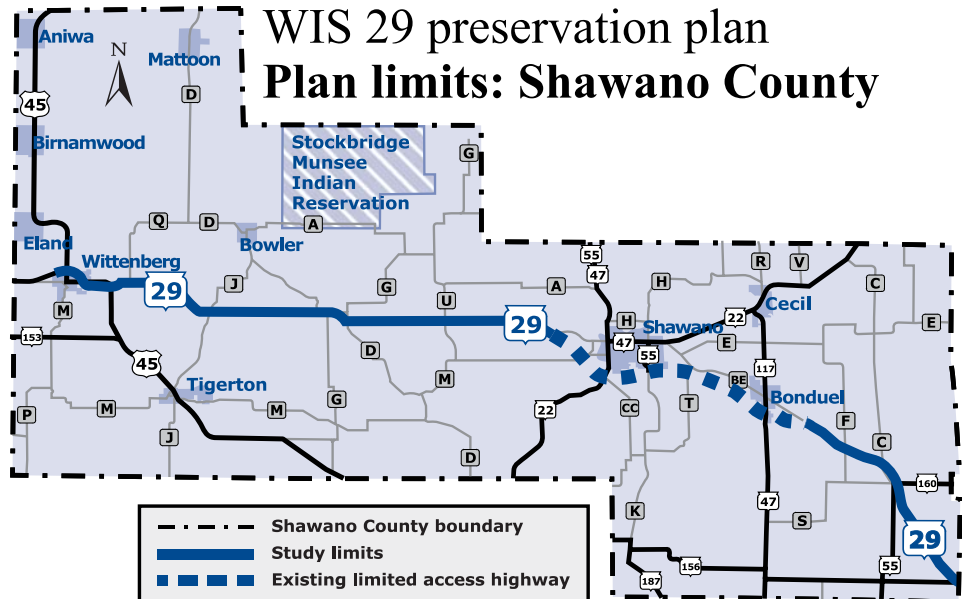 WIS 29 preservation plan
Plan limits: Shawano County
Aniwa
N
Mattoon
D
45
Birnamwood
Stockbridge
Munsee
Indian
Reservation
G
Q
D
A
Eland
Bowler
Wittenberg
55
47
H
R
V
C
29
J
G
A
M
U
29
Cecil
22
H
Shawano
E
153
47
55
E
45
D
117
M
BE
Tigerton
Bonduel
P
M
M
G
22
CC
T
F
J
C
D
160
47
K
S
29
156
55
187
Shawano County boundary
Study limits
Existing limited access highway